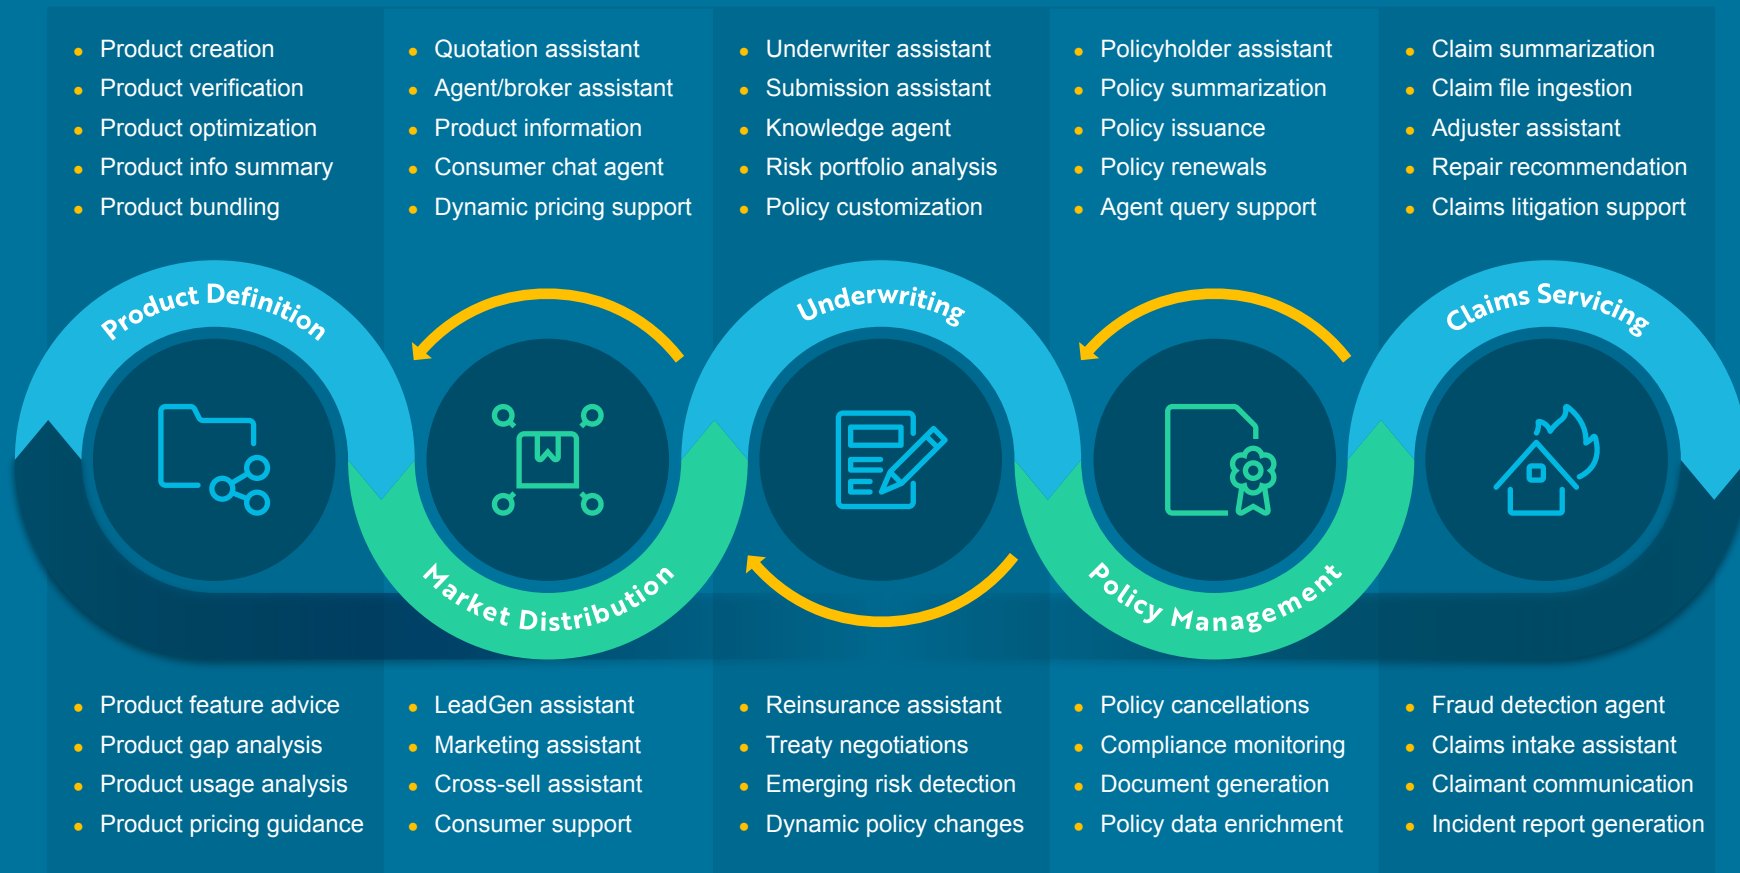 Product creation
Product verification
Product optimization
Product info summary
Product bundling
Quotation assistant
Agent/broker assistant
Product information
Consumer chat agent
Dynamic pricing support
Underwriter assistant
Submission assistant
Knowledge agent
Risk portfolio analysis
Policy customization
Policyholder assistant
Policy summarization
Policy issuance
Policy renewals
Agent query support
Claim summarization
Claim file ingestion
Adjuster assistant
Repair recommendation
Claims litigation support
Product Definition
Market Distribution
Underwriting
Policy Management
Claims Servicing
Product feature advice
Product gap analysis
Product usage analysis
Product pricing guidance
LeadGen assistant
Marketing assistant
Cross-sell assistant
Consumer support
Reinsurance assistant
Treaty negotiations
Emerging risk detection
Dynamic policy changes
Policy cancellations
Compliance monitoring
Document generation
Policy data enrichment
Fraud detection agent
Claims intake assistant
Claimant communication
Incident report generation